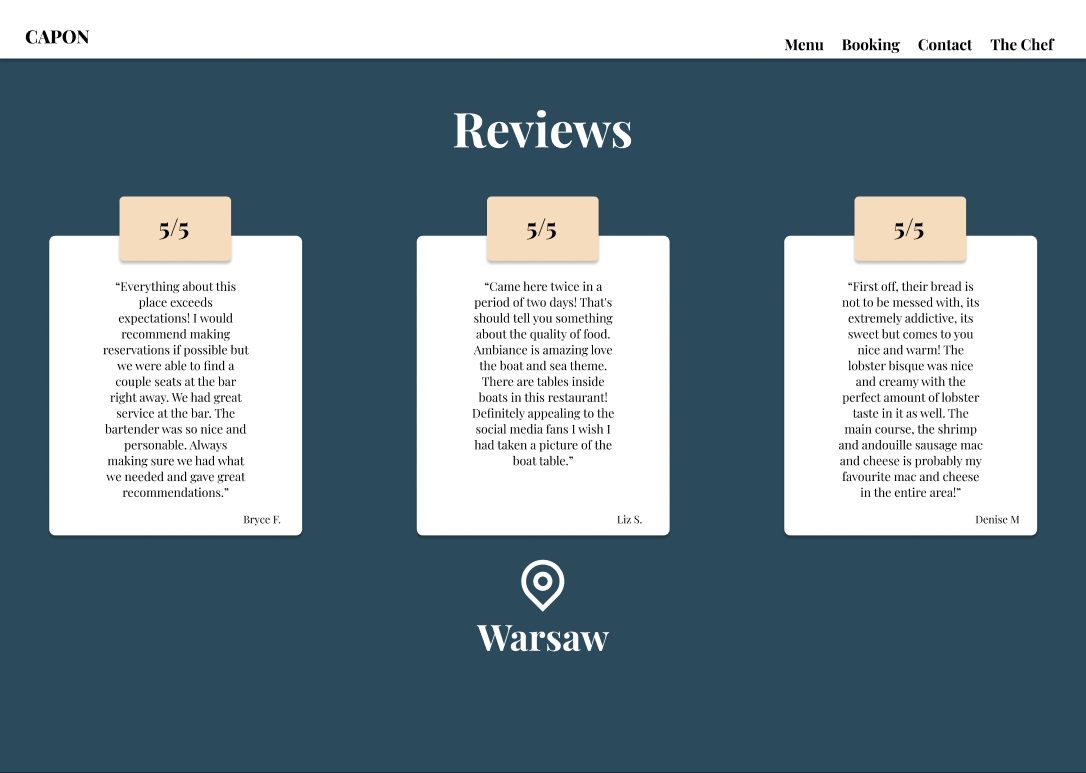 CAPON
Menu Booking Contact The Chef
Reviews
5/5
“Everything about this
place exceeds
expectations! I would
recommend making
reservations if possible but
we were able to find a
couple seats at the bar
right away. We had great
service at the bar. The
bartender was so nice and
personable. Always
making sure we had what
we needed and gave great
recommendations.”
Bryce F.
5/5
“Came here twice in a
period of two days! That's
should tell you something
about the quality of food.
Ambiance is amazing love
the boat and sea theme.
There are tables inside
boats in this restaurant!
Definitely appealing to the
social media fans I wish I
had taken a picture of the
boat table.”
Liz S.
5/5
“First off, their bread is
not to be messed with, its
extremely addictive, its
sweet but comes to you
nice and warm! The
lobster bisque was nice
and creamy with the
perfect amount of lobster
taste in it as well. The
main course, the shrimp
and andouille sausage mac
and cheese is probably my
favourite mac and cheese
in the entire area!”
Denise M
Warsaw